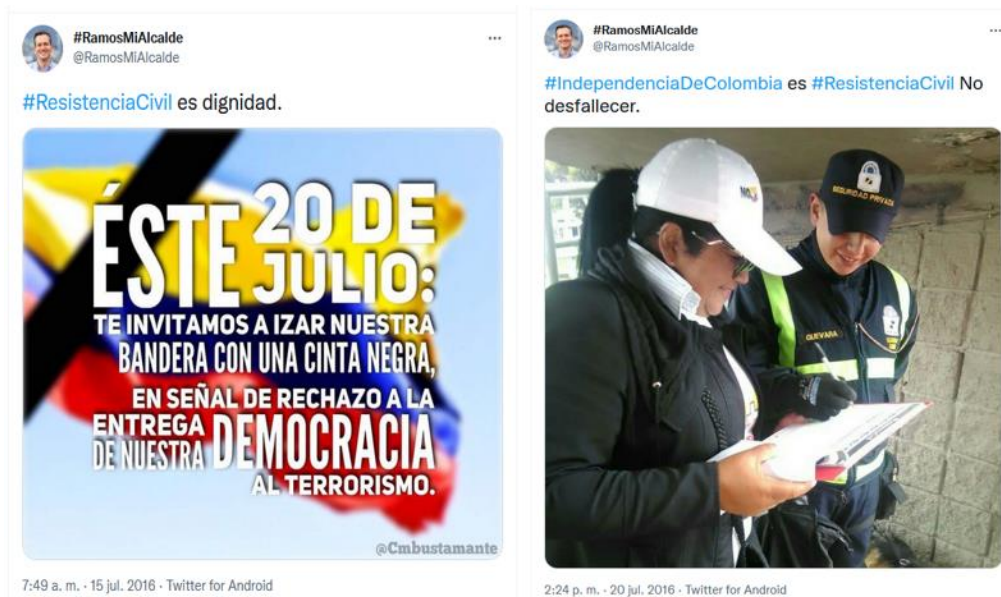 #RamosMiAlcalde
@RamosMiAlcalde
#ResistenciaCivil es dignidad.
ÉSTE 20 DE
JULIO:
TE INVITAMOS A IZAR NUESTRA
BANDERA CON UNA CINTA NEGRA,
EN SEÑAL DE RECHAZO A LA
ENTREGA
DE NUESTRA DEMOCRACIA
AL TERRORISMO.
@Cmbustamante
7:49 a. m. · 15 jul. 2016 · Twitter for Android
#RamosMiAlcalde
@RamosMiAlcalde
#IndependenciaDeColombia es #ResistenciaCivil No
desfallecer.
SEGURIDAD PRIVADA
GUEVARA
2:24 p. m. · 20 jul. 2016 · Twitter for Android